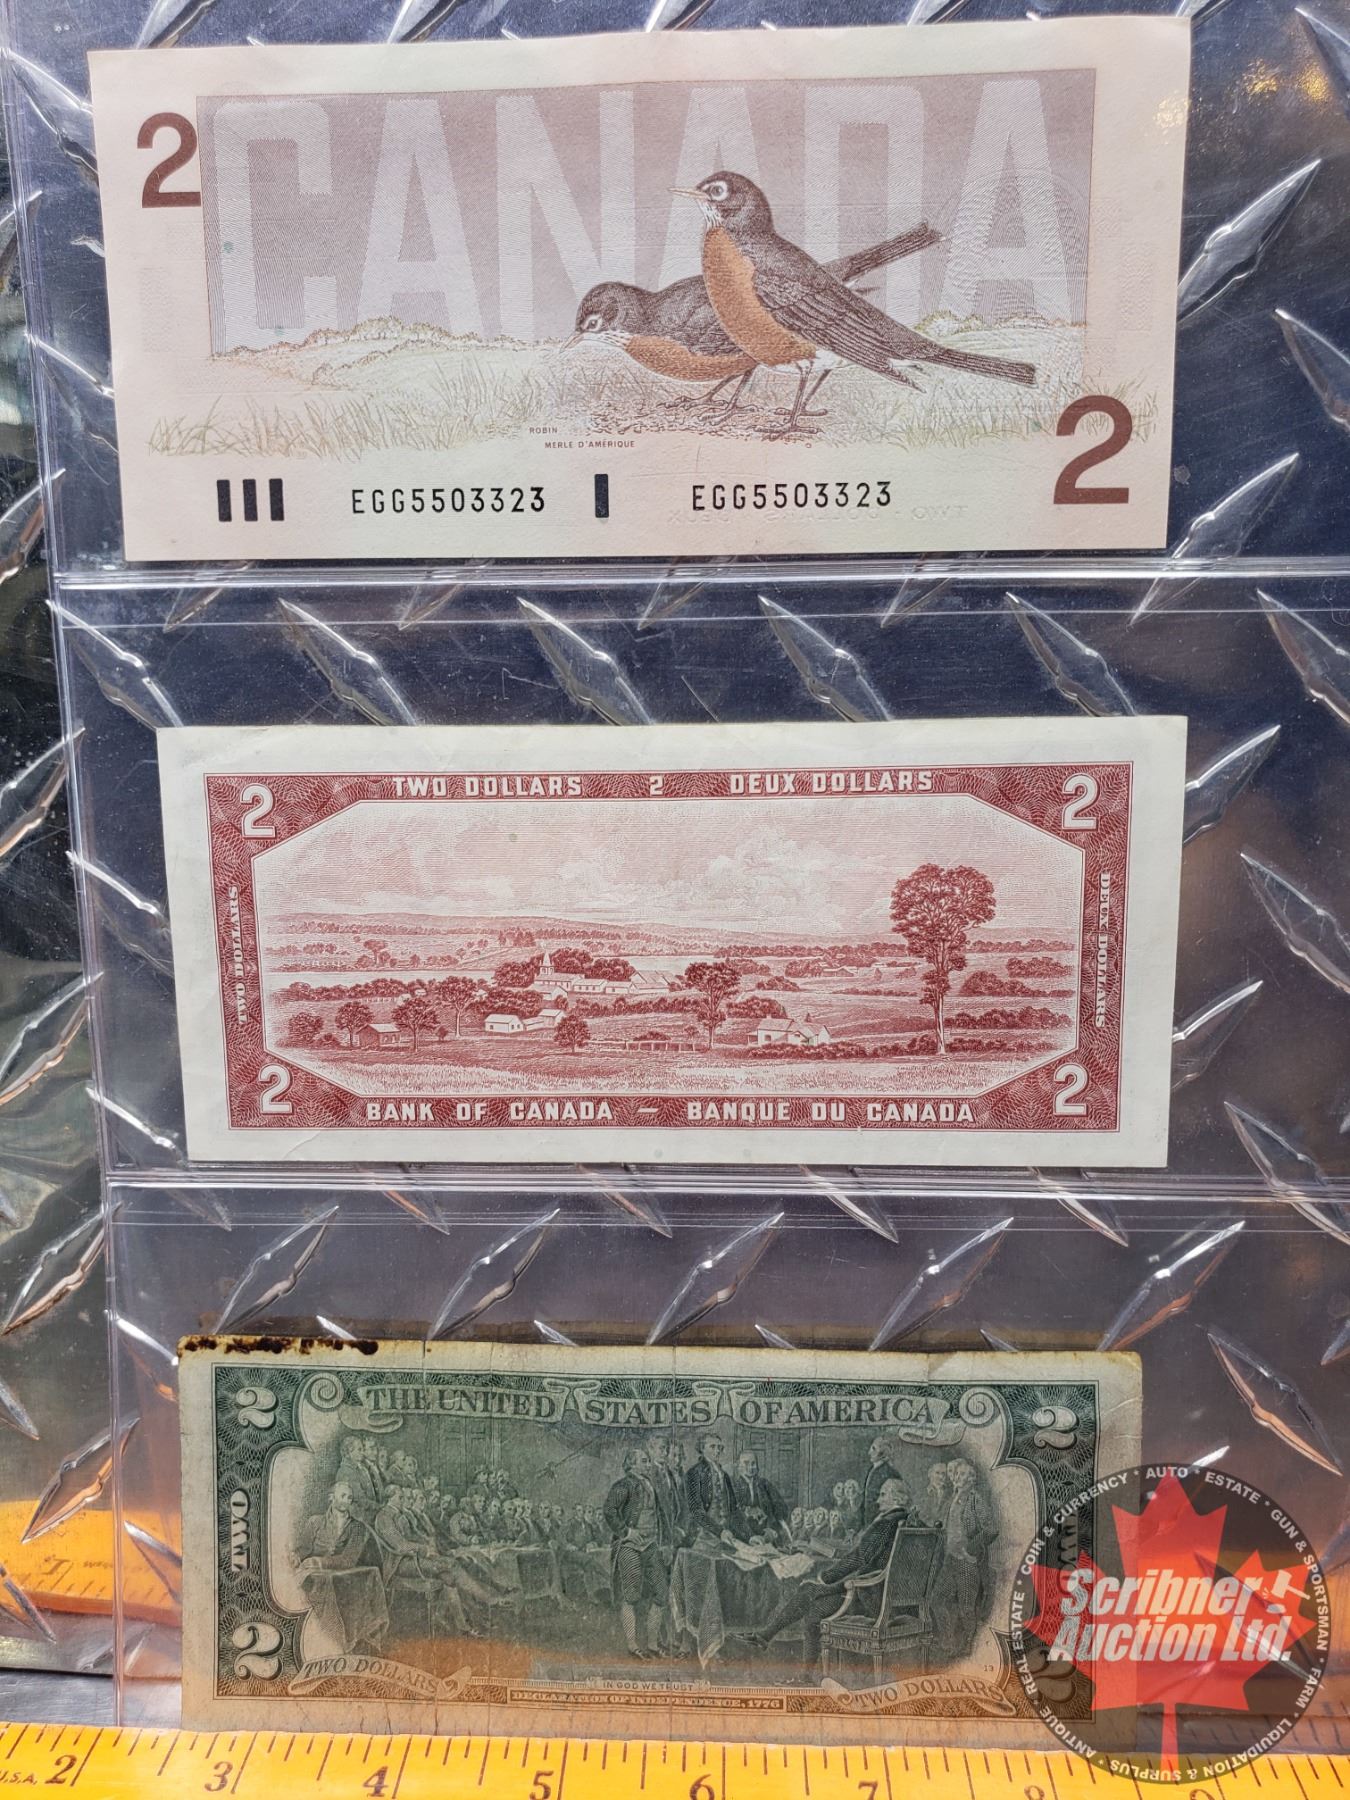 2
CANADA
ROBIN
MERLE D'AMÉRIQUE
2
EGG5503323 EGG5503323
2 TWO DOLLARS 2 DEUX DOLLARS 2
TWO DOLLARS
DEUX DOLLARS
2 BANK OF CANADA – BANQUE DU CANADA 2
2 THE UNITED STATES OF AMERICA 2
TWO
2
TWO DOLLARS
IN GOD WE TRUST
DECLARATION OF INDEPENDENCE, 1776
13
TWO DOLLARS
REAL ESTATE * COIN & CURRENCY * AUTO * ESTATE * GUN & SPORTSMAN * FARM * LIQUIDATION & SURPLUS * ANTIQUE *
Scribner
Auction Ltd.
U.S.A. 2 3 4 5 6 7 8 9